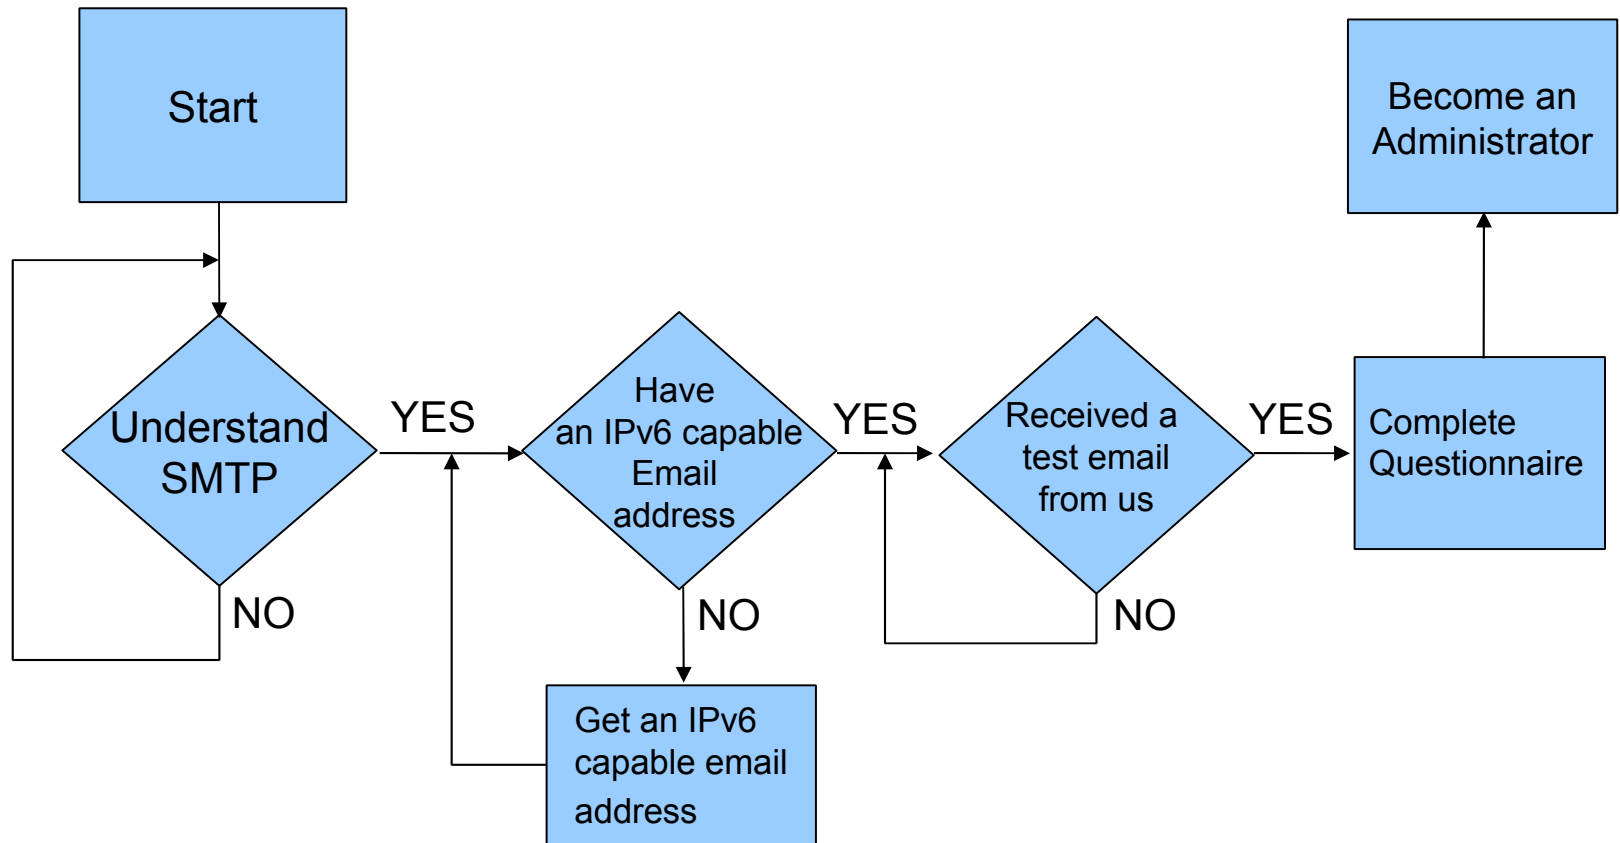 Start
Become an
Administrator
Understand
SMTP
YES
NO
Have
an IPv6 capable
Email
address
YES
NO
Get an IPv6
capable email
address
Received a
test email
from us
YES
NO
Complete
Questionnaire